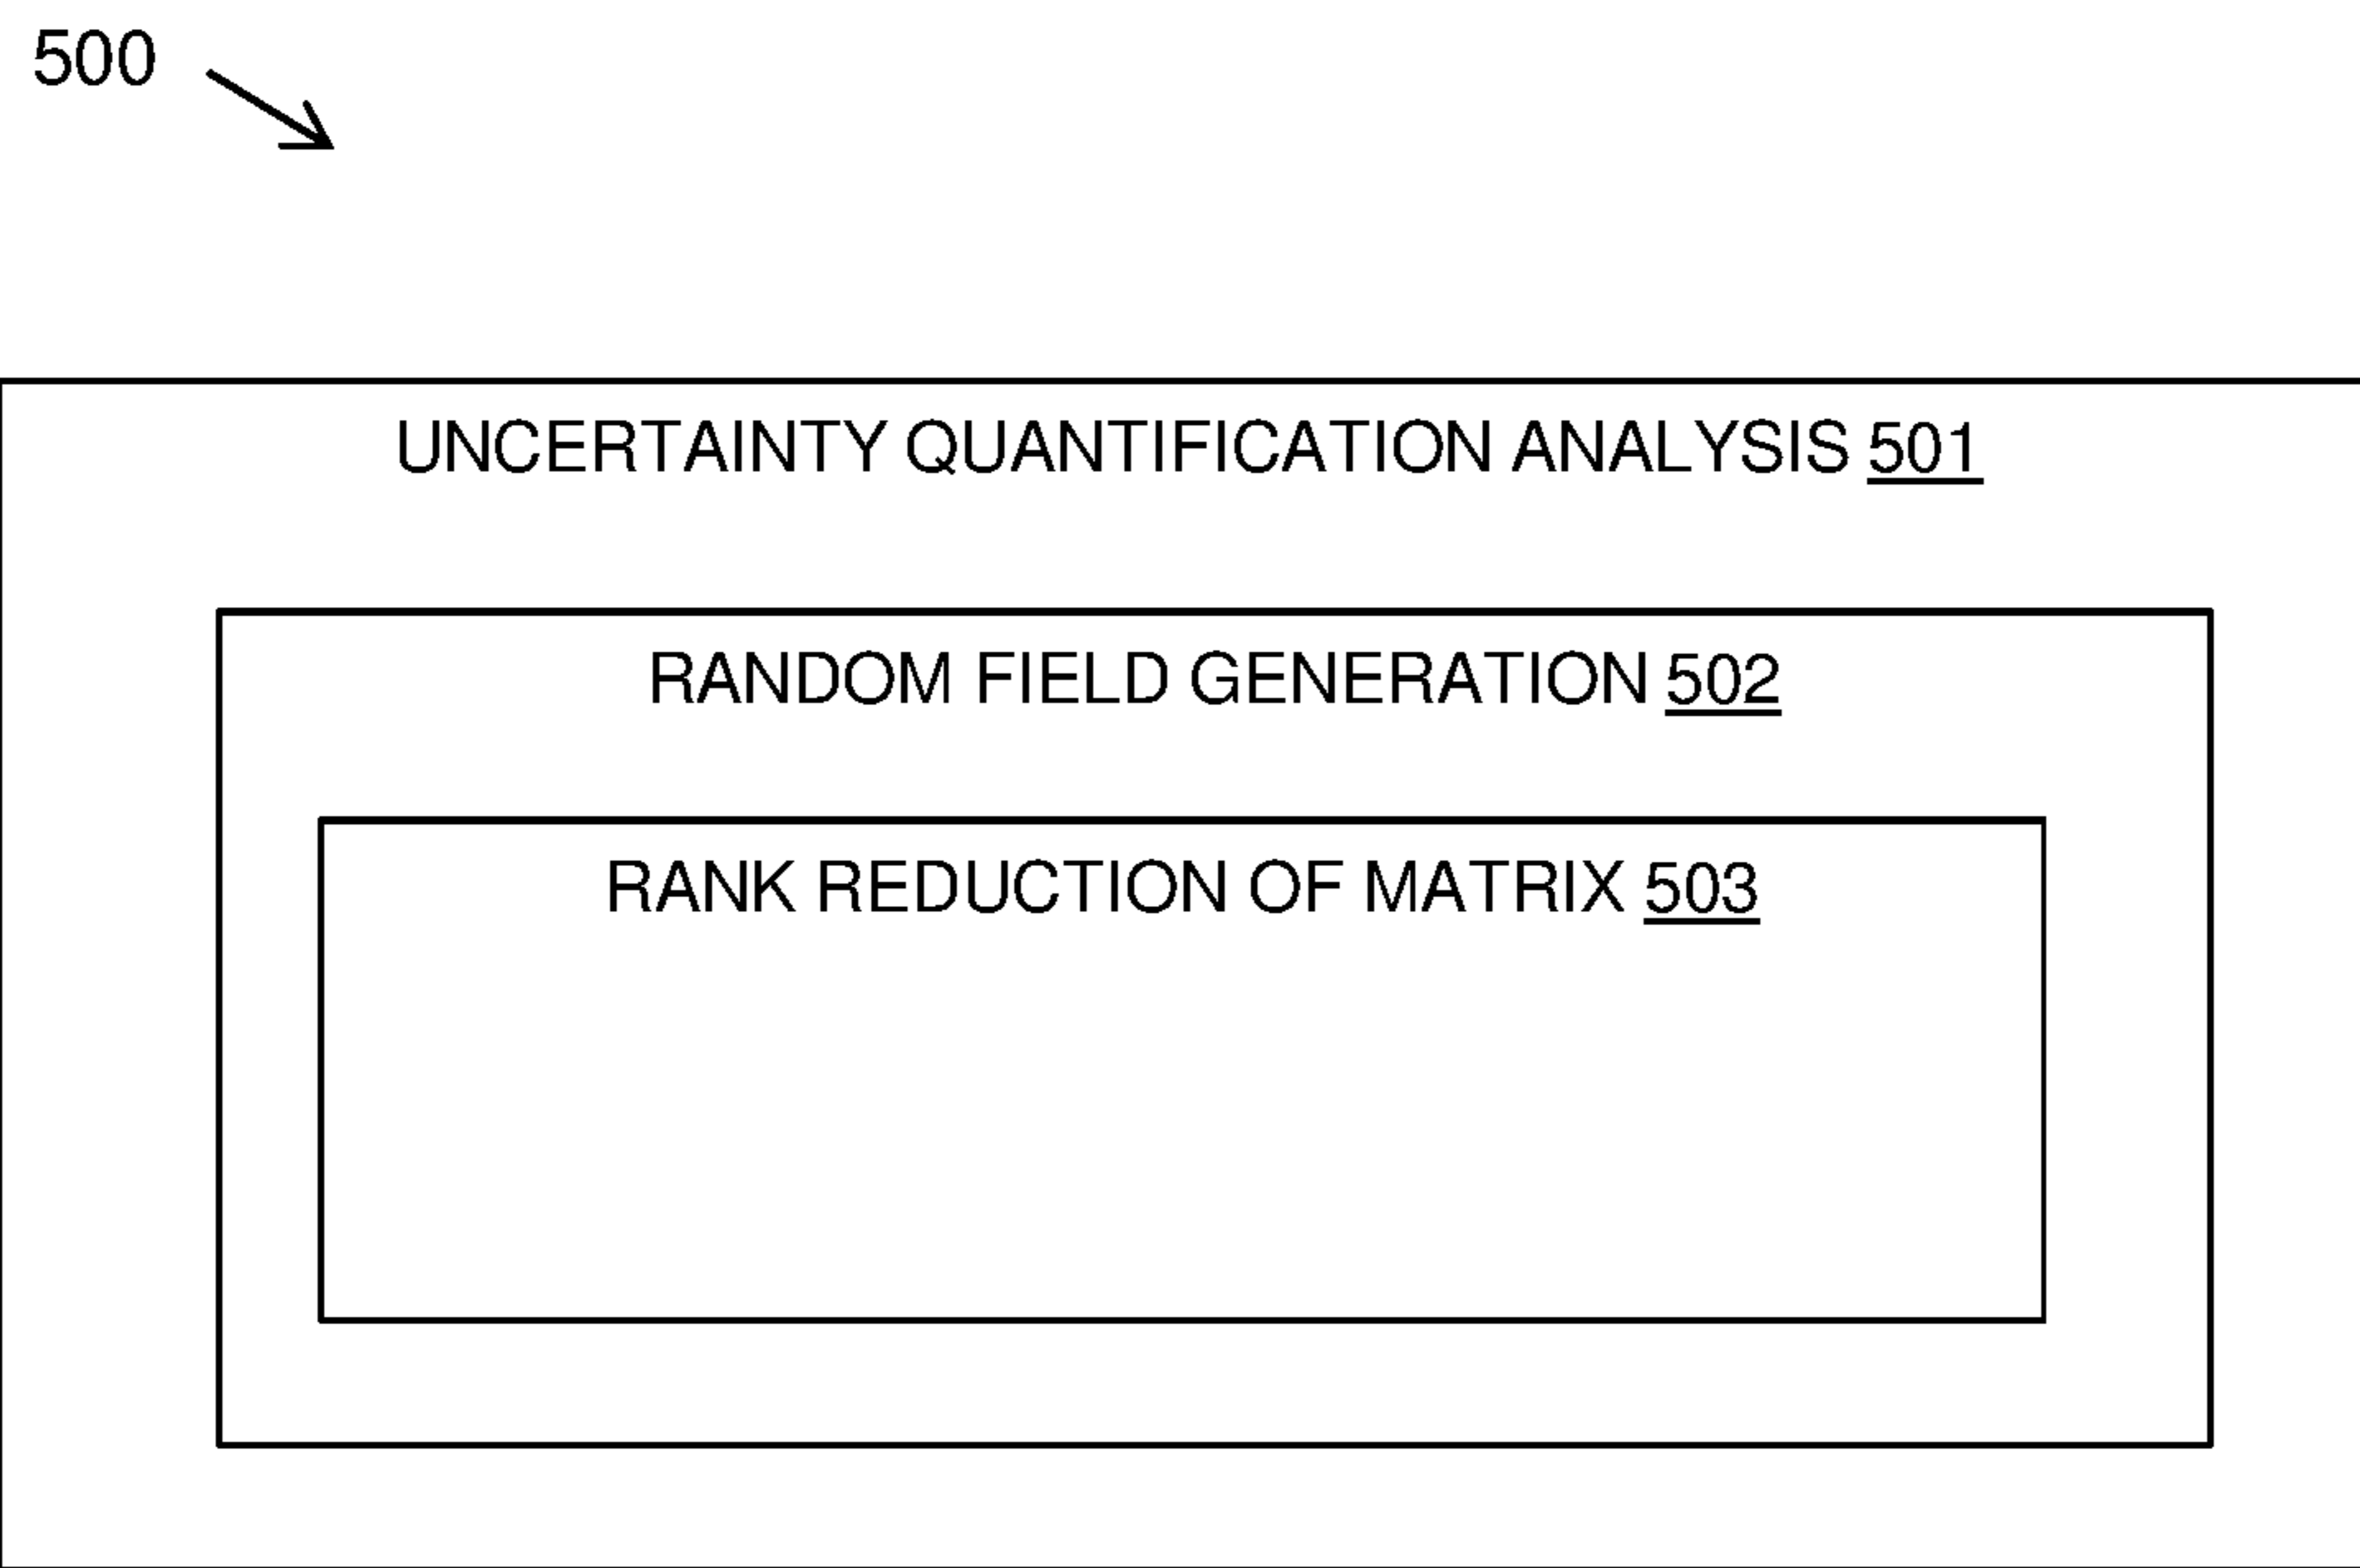 500
UNCERTAINTY QUANTIFICATION ANALYSIS 501
RANDOM FIELD GENERATION 502
RANK REDUCTION OF MATRIX 503